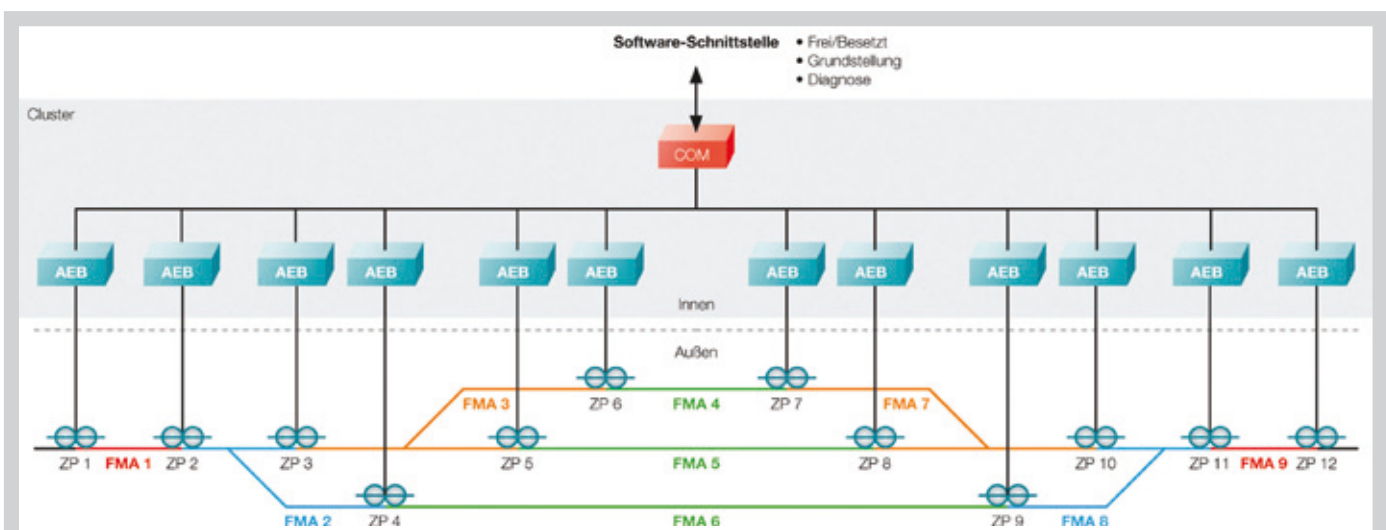 Software-Schnittstelle • Frei/Besetzt
• Grundstellung
• Diagnose
Cluster
COM
AEB AEB AEB AEB AEB AEB AEB AEB AEB AEB AEB AEB
Innen
Außen
FMA 3 ZP 6 FMA 4 ZP 7 FMA 7
ZP 1 FMA 1 ZP 2 ZP 3 ZP 5 FMA 5 ZP 8 ZP 10 ZP 11 FMA 9 ZP 12
FMA 2 ZP 4 FMA 6 ZP 9 FMA 8